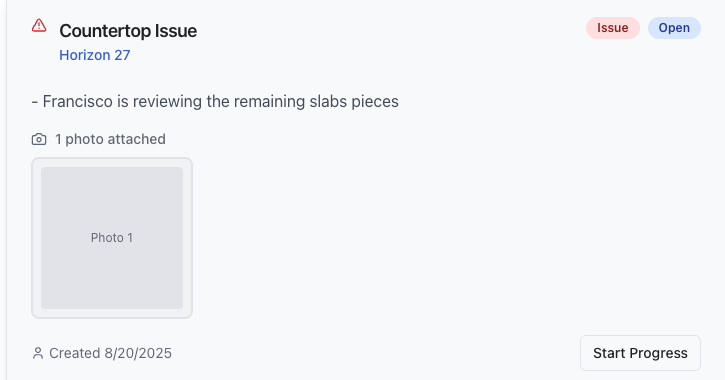 Countertop Issue
Issue
Open
Horizon 27
- Francisco is reviewing the remaining slabs pieces
1 photo attached
Photo 1
Created 8/20/2025
Start Progress